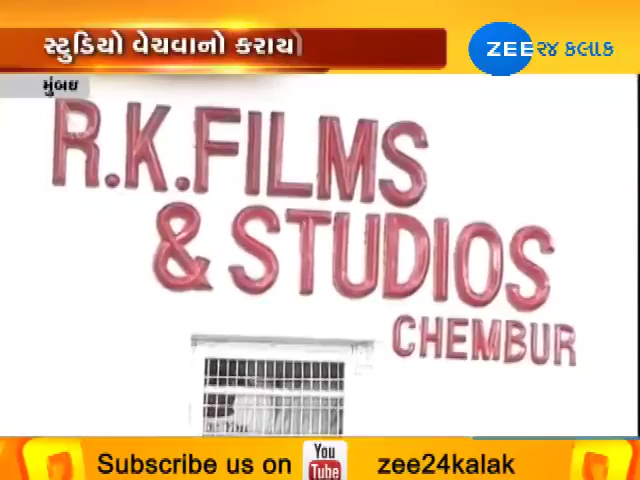 સ્ટુડિયો વેચવાનો કરાયો
ZEE ૨૪ કલાક
મુંબઇ
R.K.FILMS
& STUDIOS
CHEMBUR
Subscribe us on You Tube zee24kalak